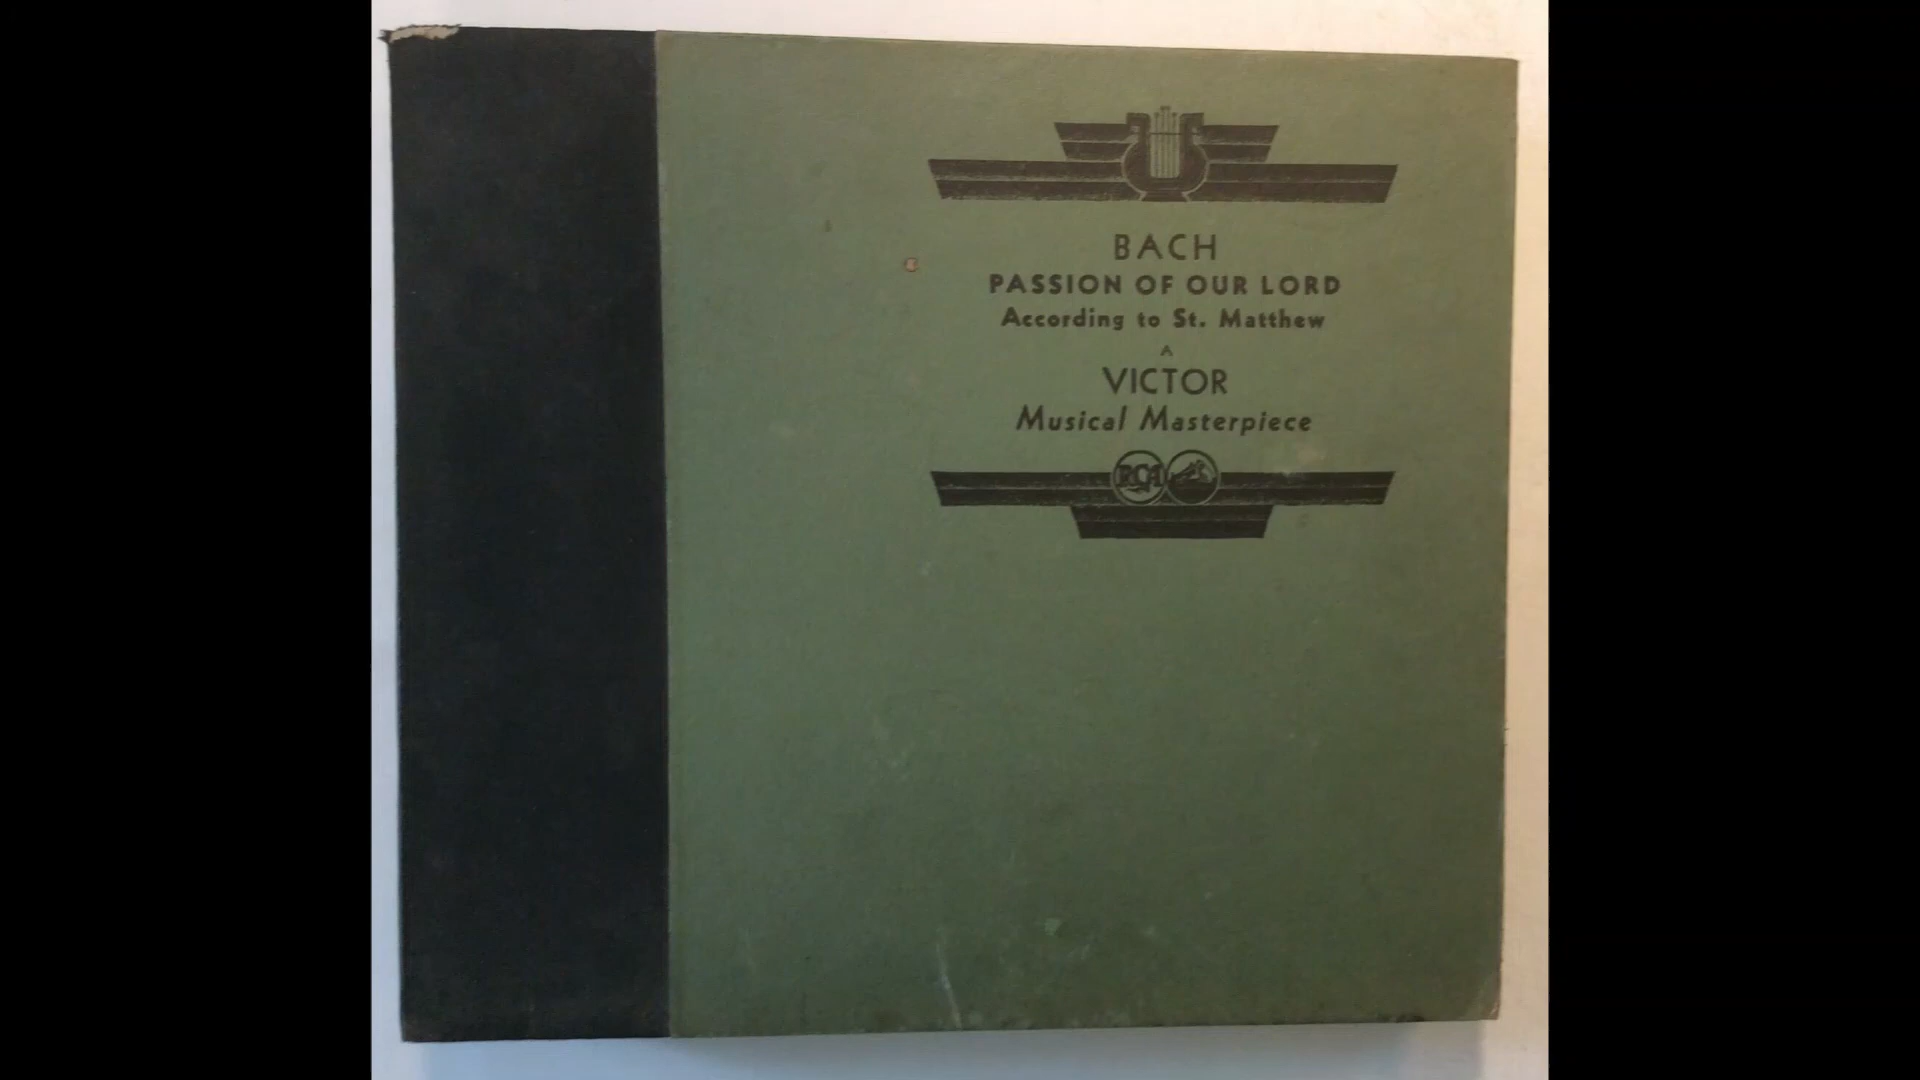 BACH
PASSION OF OUR LORD
According to St. Matthew
A
VICTOR
Musical Masterpiece
RCA